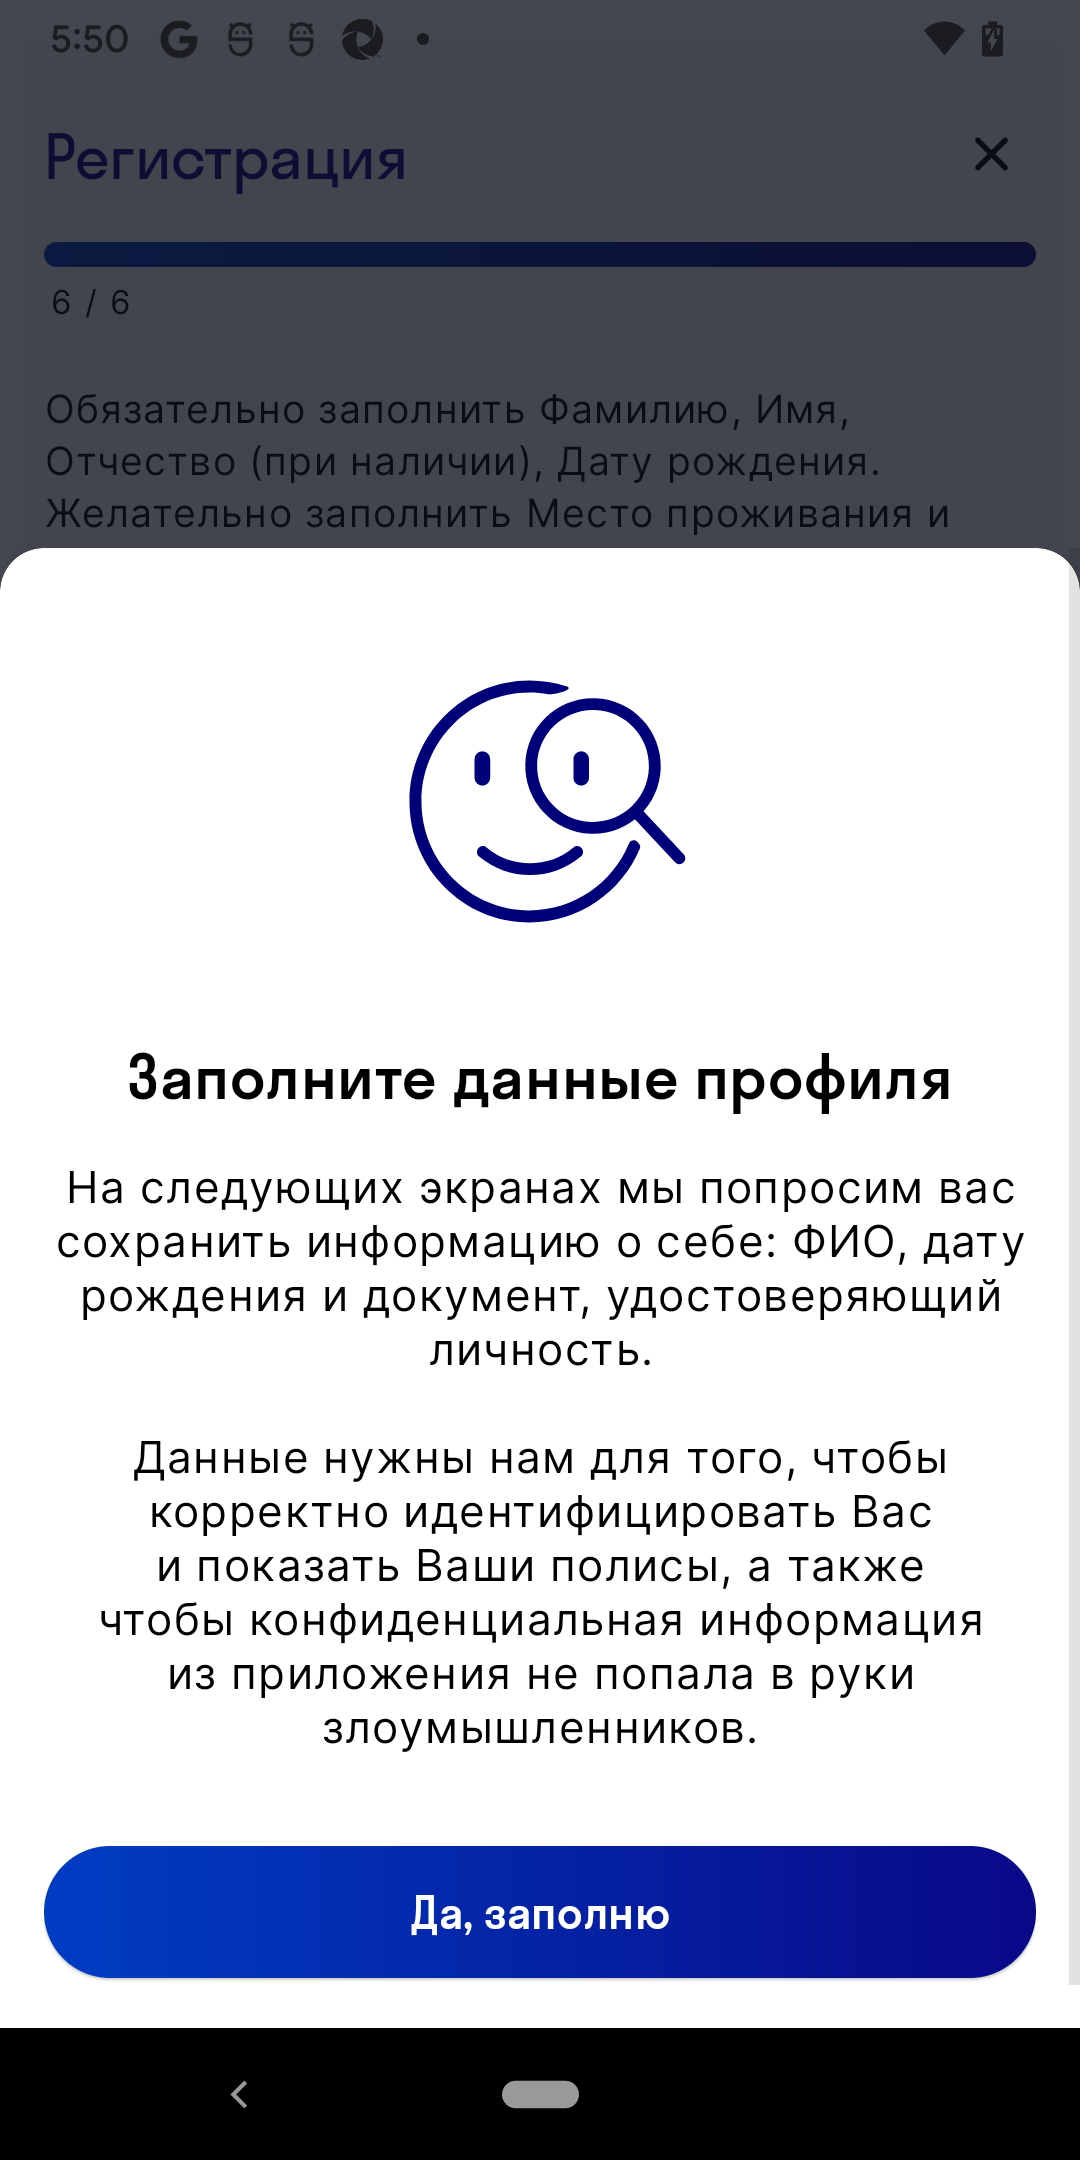 5:50
Регистрация
6 / 6
Обязательно заполнить Фамилию, Имя,
Отчество (при наличии), Дату рождения.
Желательно заполнить Место проживания и
Заполните данные профиля
На следующих экранах мы попросим вас
сохранить информацию о себе: ФИО, дату
рождения и документ, удостоверяющий
личность.
Данные нужны нам для того, чтобы
корректно идентифицировать Вас
и показать Ваши полисы, а также
чтобы конфиденциальная информация
из приложения не попала в руки
злоумышленников.
Да, заполню